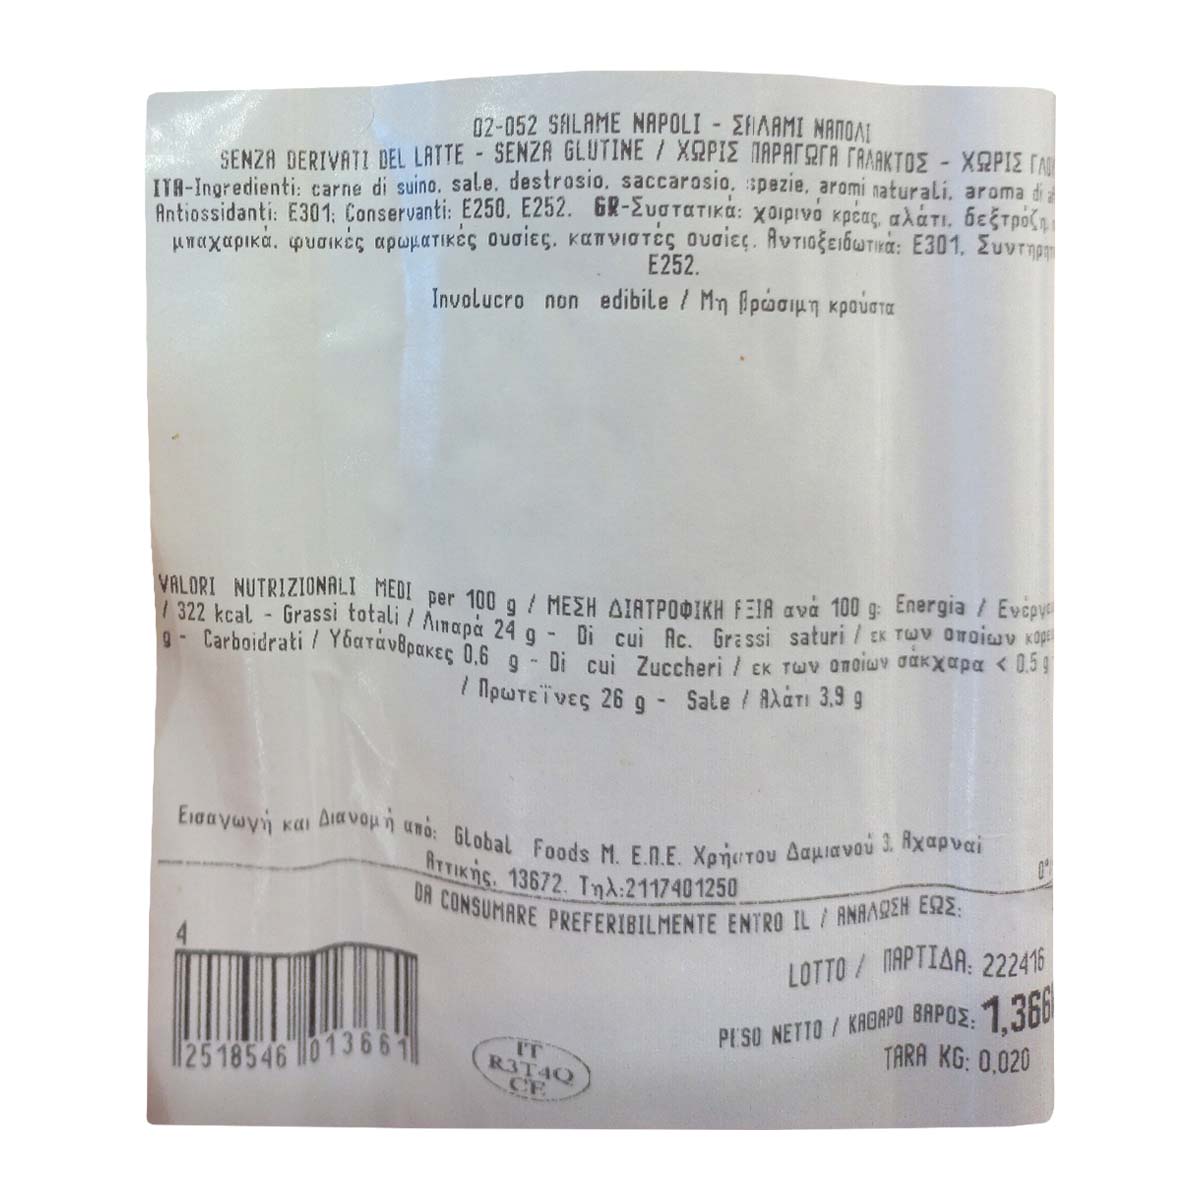 02-052 SALAME NAPOLI - ΣΑΛΑΜΙ ΝΑΠΟΛΙ
SENZA DERIVATI DEL LATTE - SENZA GLUTINE / ΧΩΡΙΣ ΠΑΡΑΓΩΓΑ ΓΑΛΑΚΤΟΣ - ΧΩΡΙΣ
ITA-Ingredienti: carne di suino, sale, destrosio, saccarosio, spezie, aromi naturali, aroma di
Antiossidanti: E301; Conservanti: E250, E252. GR-Συστατικά: χοιρινό κρέας, αλάτι, δεξτρόζη,
μπαχαρικά, φυσικές αρωματικές ουσίες, καπνιστές ουσίες. Αντιοξειδωτικά: E301,
E252.
Involucro non edibile / Μη βρώσιμη κρούστα
VALORI NUTRIZIONALI MEDI per 100 g / ΜΕΣΗ ΔΙΑΤΡΟΦΙΚΗ ανά 100 g: Energia /
/ 322 kcal - Grassi totali / Λιπαρά 24 g - Di cui Ac. Grassi saturi / εκ των οποίων
g - Carboidrati / Υδατάνθρακες 0,6 g - Di cui Zuccheri / εκ των οποίων σάκχαρα < 0,5 g
/ Πρωτεΐνες 26 g - Sale / Αλάτι 3,9 g
Εισαγωγή και Διανομή από: Global Foods Μ. Ε.Π.Ε. Χρήστου Δαμιανού 3, Αχαρναί
Αττικής, 13672. Τηλ:2117401250
DA CONSUMARE PREFERIBILMENTE ENTRO IL / ΑΝΑΛΩΣΗ ΕΩΣ:
LOTTO / ΠΑΡΤΙΔΑ: 222416
PESO NETTO / ΚΑΘΑΡΟ ΒΑΡΟΣ: 1,366
TARA KG: 0,020
4
2518546 013661
IT
R3T4Q
CE